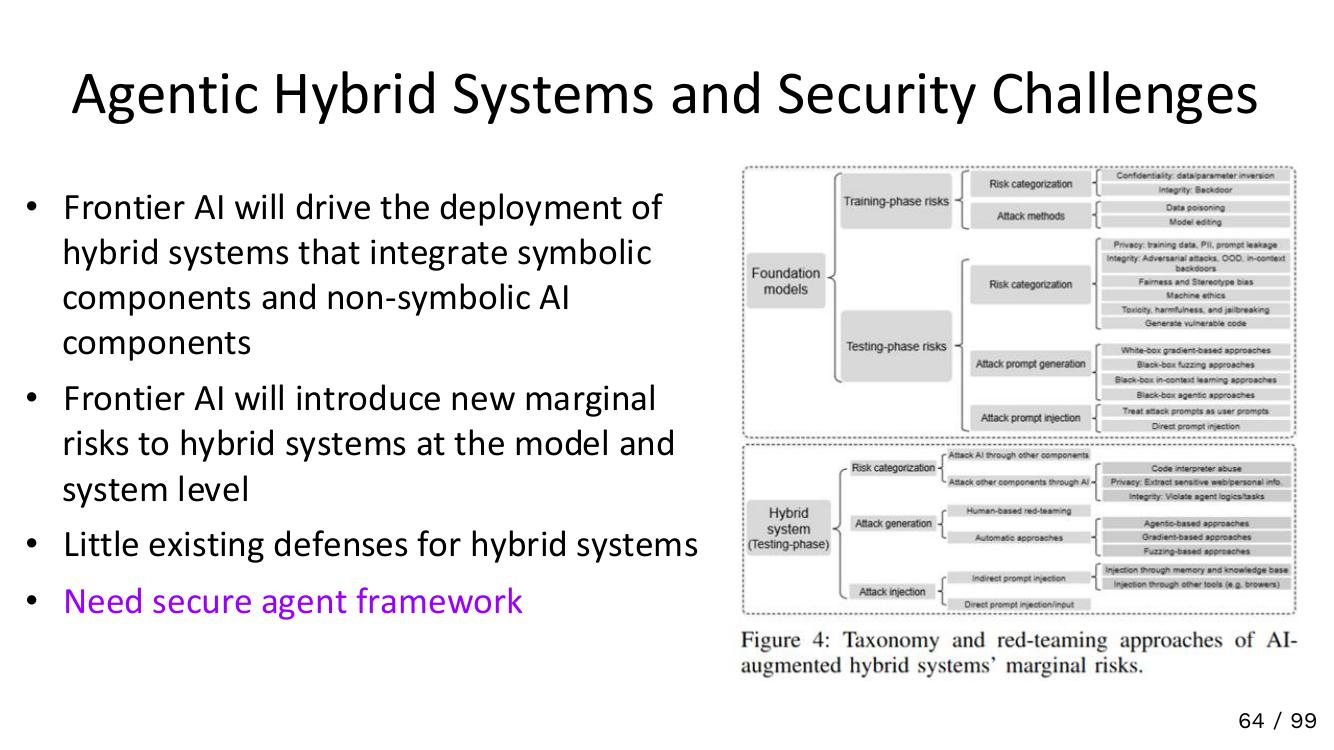 Agentic Hybrid Systems and Security Challenges
• Frontier AI will drive the deployment of
hybrid systems that integrate symbolic
components and non-symbolic AI
components
• Frontier AI will introduce new marginal
risks to hybrid systems at the model and
system level
• Little existing defenses for hybrid systems
• Need secure agent framework
Foundation
models
Training-phase risks
Risk categorization
Confidentiality: data/parameter inversion
Integrity: Backdoor
Attack methods
Data poisoning
Model editing
Testing-phase risks
Risk categorization
Privacy: training data, PII, prompt leakage
Integrity: Adversarial attacks, OOD, in-context
backdoors
Fairness and Stereotype bias
Machine ethics
Toxicity, harmfulness, and jailbreaking
Generate vulnerable code
Attack prompt generation
White-box gradient-based approaches
Black-box fuzzing approaches
Black-box in-context learning approaches
Black-box agentic approaches
Attack prompt injection
Treat attack prompts as user prompts
Direct prompt injection
Hybrid
system
(Testing-phase)
Risk categorization
Attack AI through other components
Attack other components through AI
Code interpreter abuse
Privacy: Extract sensitive web/personal info.
Integrity: Violate agent logics/tasks
Attack generation
Human-based red-teaming
Automatic approaches
Agentic-based approaches
Gradient-based approaches
Fuzzing-based approaches
Attack injection
Indirect prompt injection
Injection through memory and knowledge base
Injection through other tools (e.g. browers)
Direct prompt injection/input
Figure 4: Taxonomy and red-teaming approaches of AI-
augmented hybrid systems' marginal risks.
64 / 99